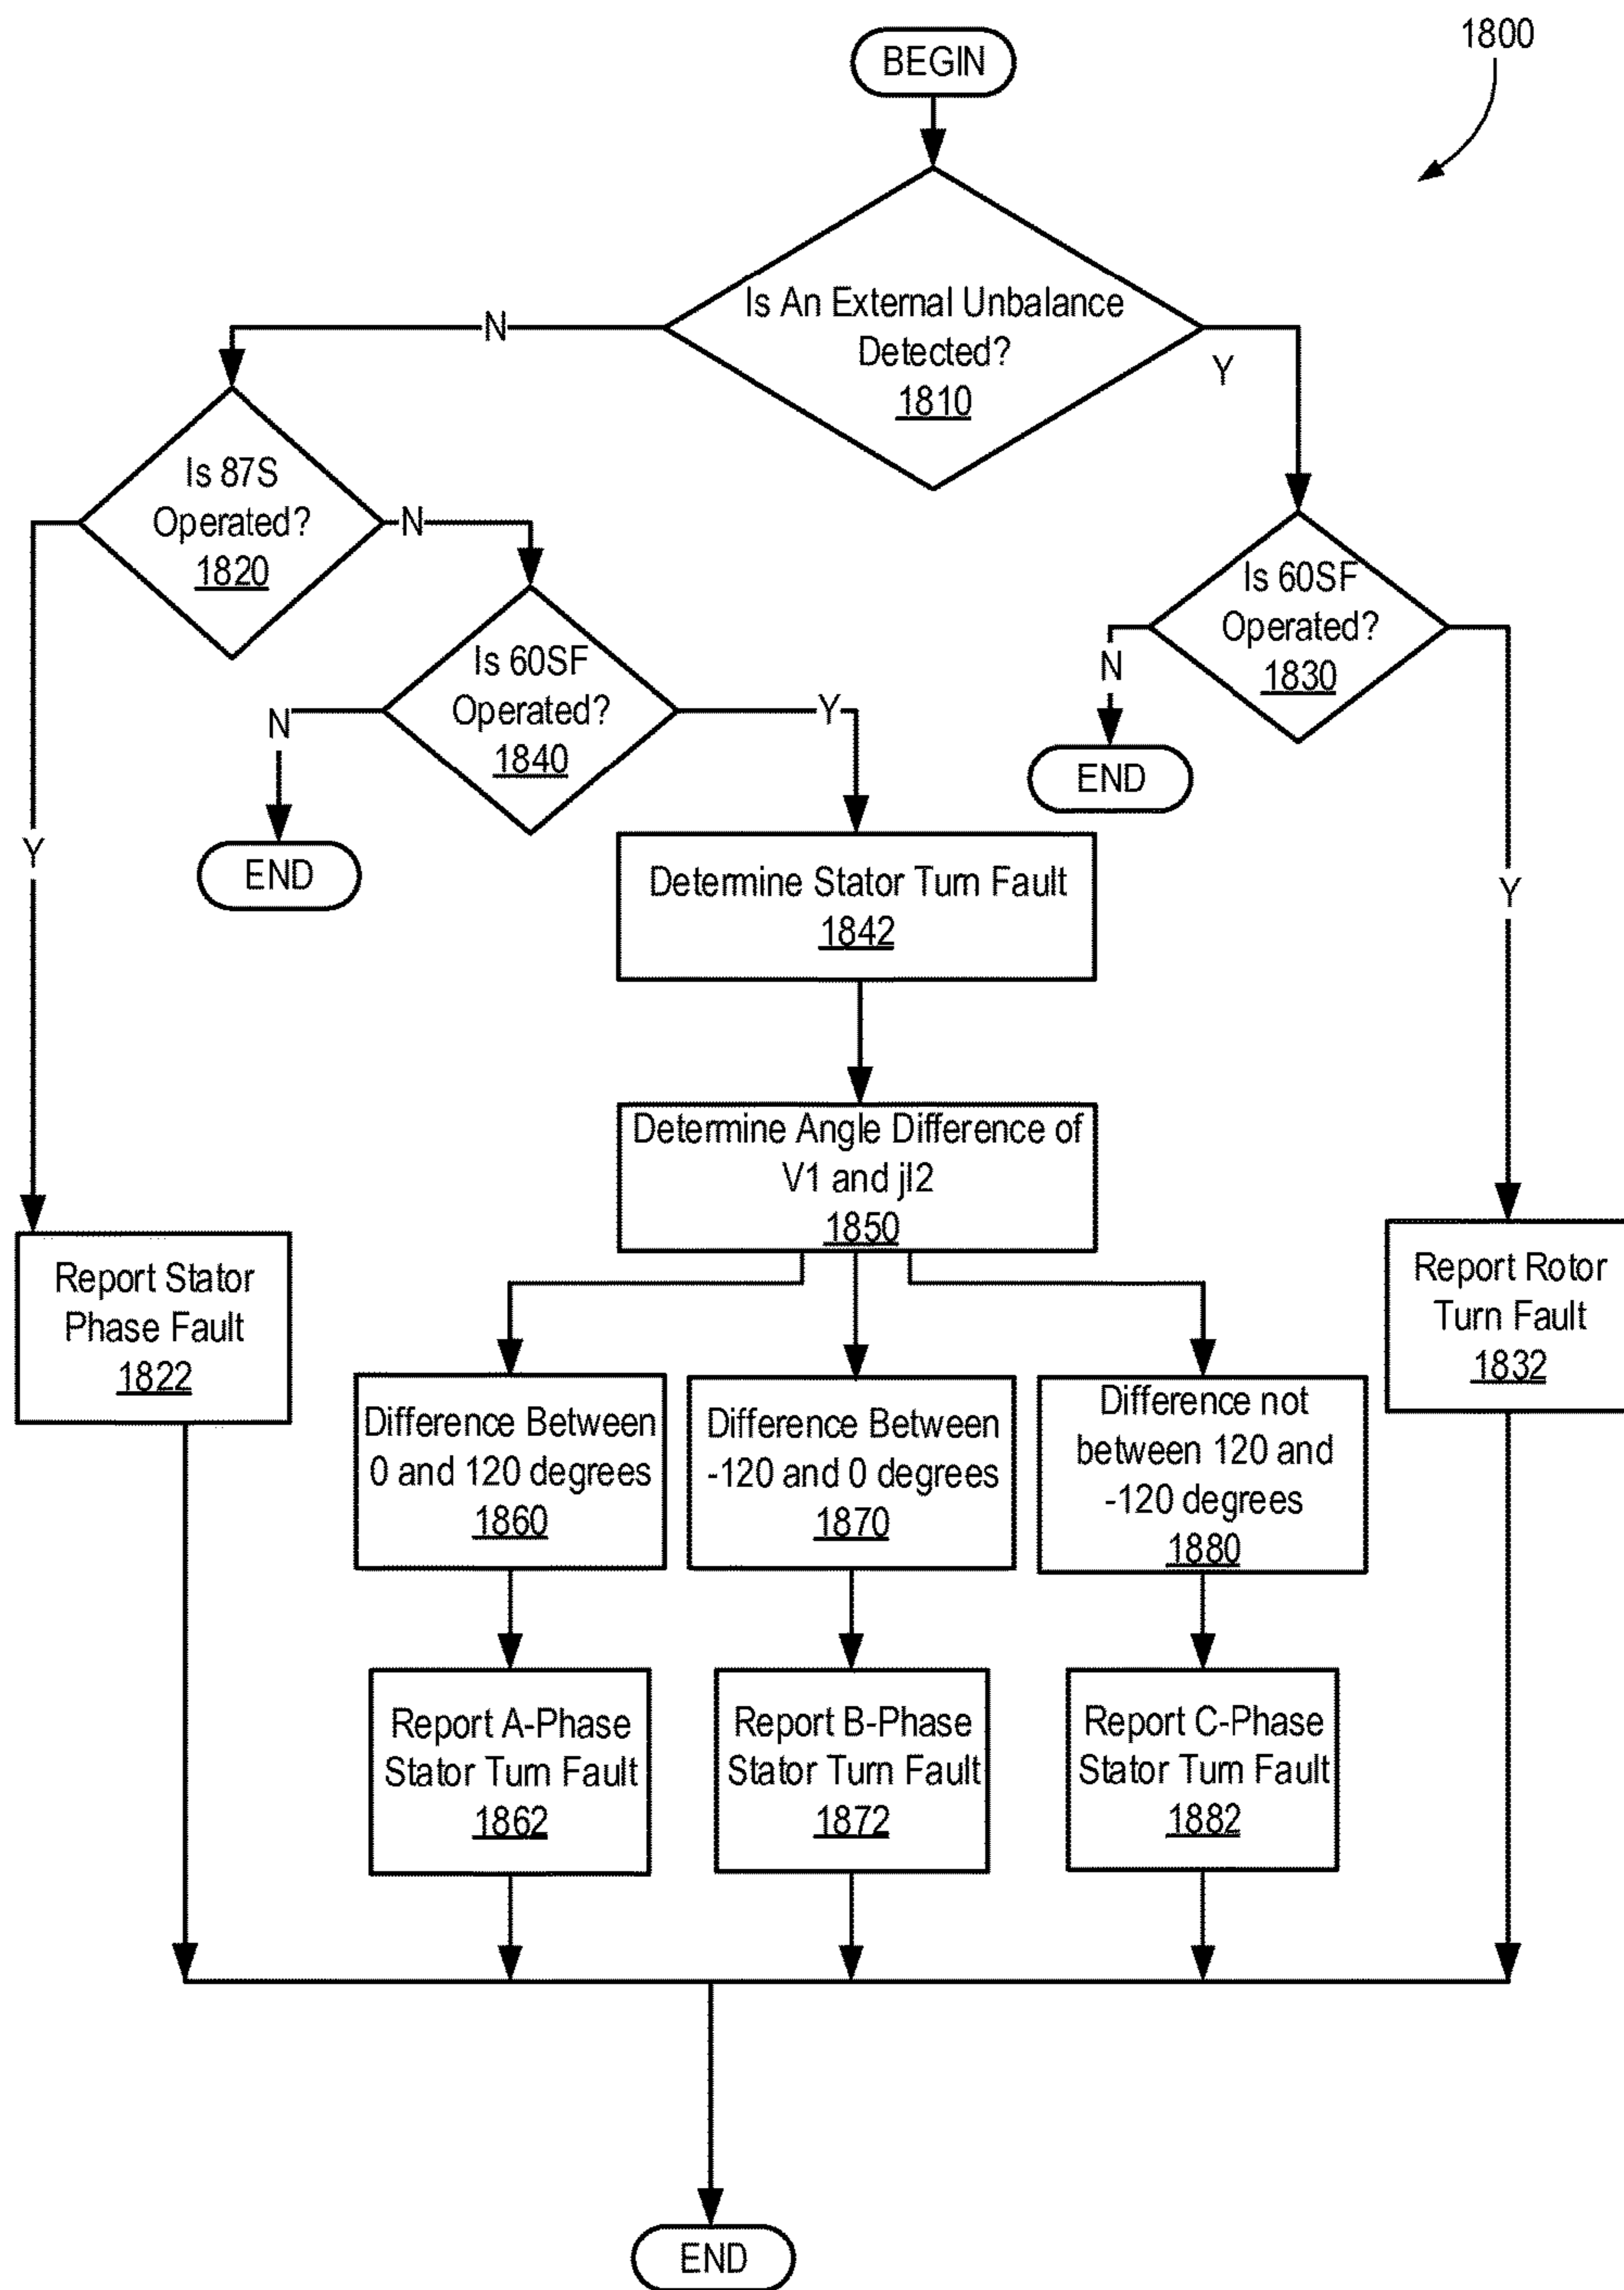 1800
BEGIN
Is An External Unbalance
Detected?
1810
N
Y
Is 87S
Operated?
1820
N
Y
Is 60SF
Operated?
1830
N
Y
END
Is 60SF
Operated?
1840
N
Y
END
Determine Stator Turn Fault
1842
Determine Angle Difference of
V1 and jI2
1850
Report Stator
Phase Fault
1822
Report Rotor
Turn Fault
1832
Difference Between
0 and 120 degrees
1860
Difference Between
-120 and 0 degrees
1870
Difference not
between 120 and
-120 degrees
1880
Report A-Phase
Stator Turn Fault
1862
Report B-Phase
Stator Turn Fault
1872
Report C-Phase
Stator Turn Fault
1882
END